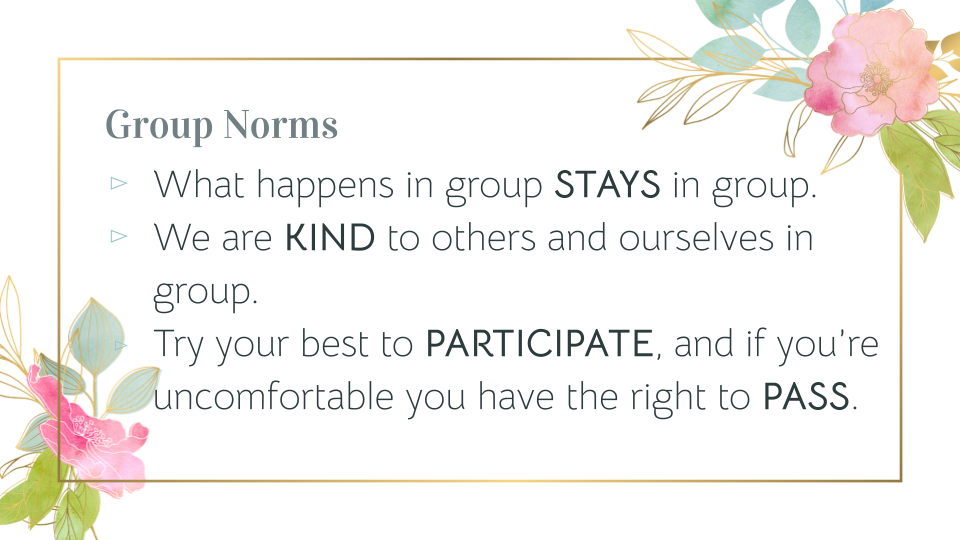 Group Norms
▻ What happens in group STAYS in group.
▻ We are KIND to others and ourselves in
group.
▻ Try your best to PARTICIPATE, and if you’re
uncomfortable you have the right to PASS.